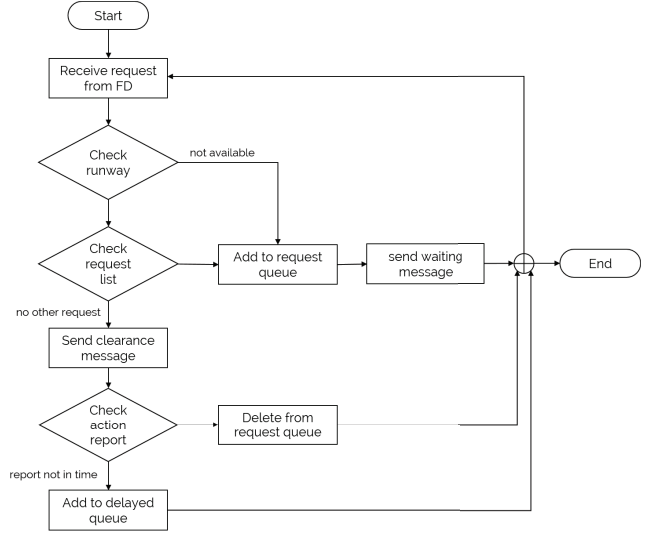 Start
Receive request
from FD
Check
runway
not available
Check
request
list
Add to request
queue
send waiting
message
End
no other request
Send clearance
message
Check
action
report
Delete from
request queue
report not in time
Add to delayed
queue